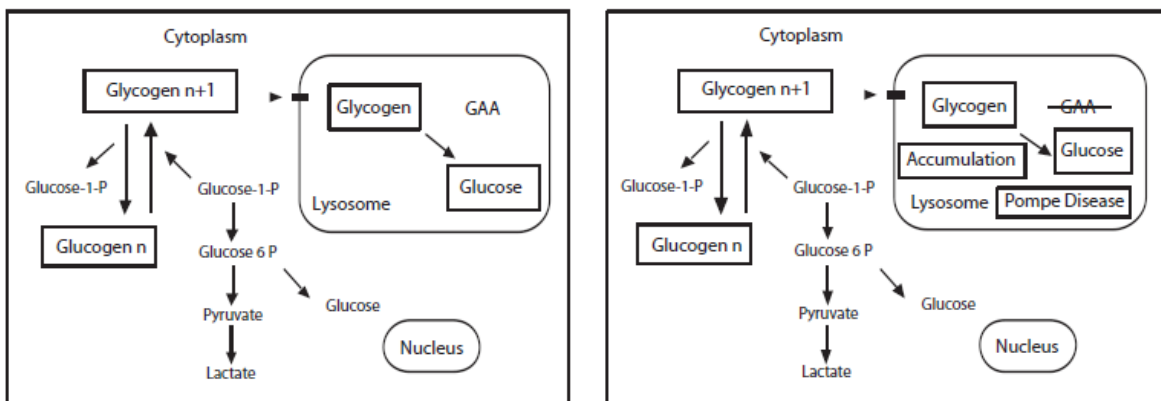 Cytoplasm
Glycogen n+1
Glycogen
GAA
Glucose-1-P
Glucose-1-P
Glucose
Lysosome
Glucogen n
Glucose 6 P
Glucose
Pyruvate
Nucleus
Lactate
Cytoplasm
Glycogen n+1
Glycogen
GAA
Accumulation
Glucose
Glucose-1-P
Glucose-1-P
Lysosome
Pompe Disease
Glucogen n
Glucose 6 P
Glucose
Pyruvate
Nucleus
Lactate